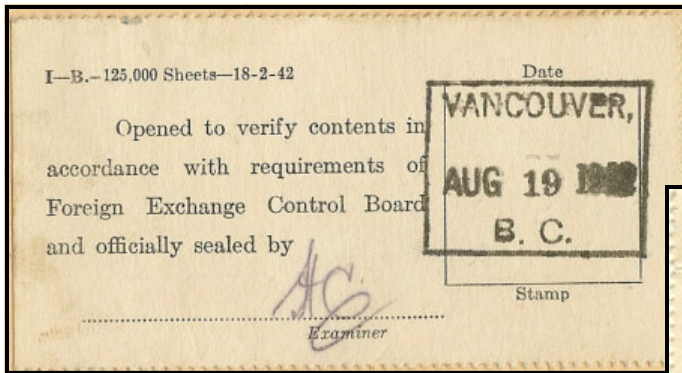 I—B.—125,000 Sheets—18-2-42
Date
VANCOUVER,
AUG 19
B. C.
Opened to verify contents in
accordance with requirements of
Foreign Exchange Control Board
and officially sealed by
Examiner
Stamp